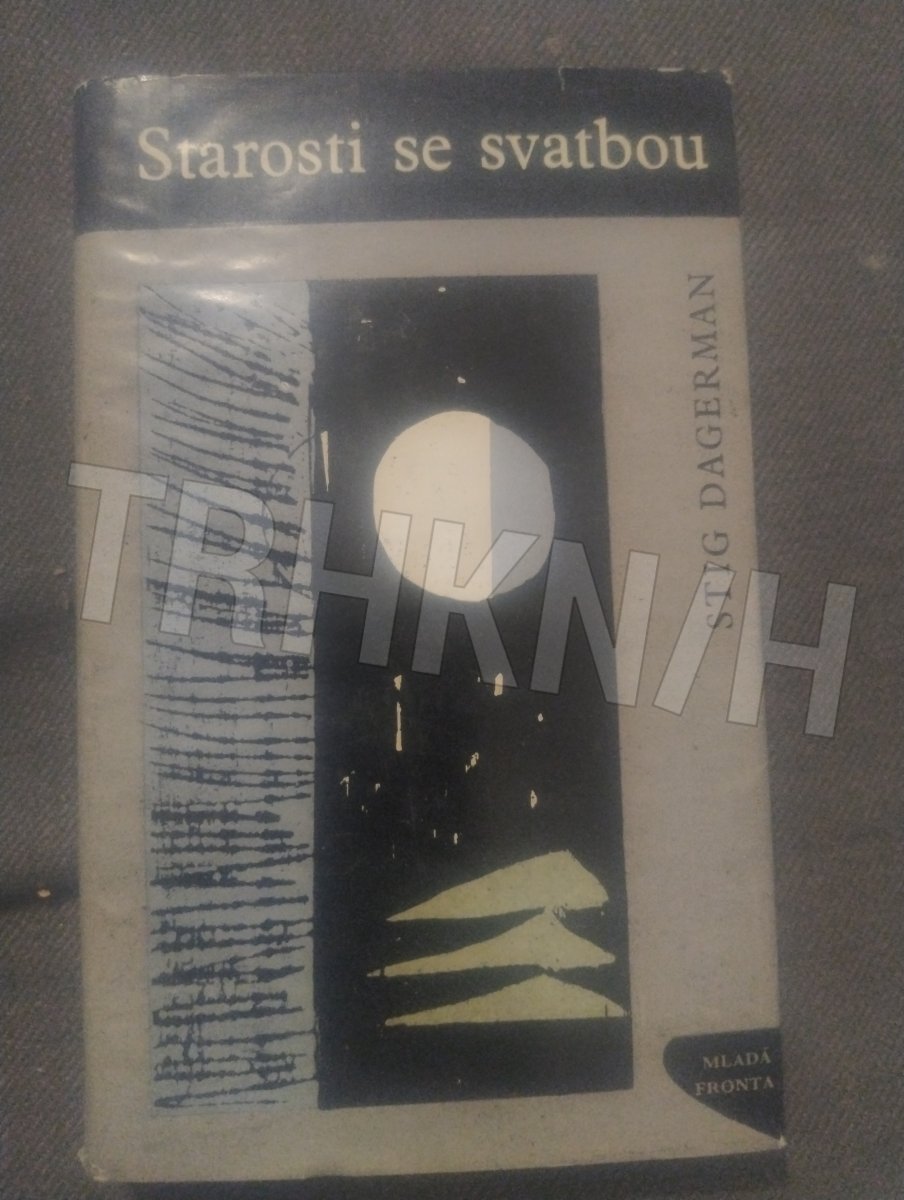 Starosti se svatbou
STIG DAGERMAN
TRHKNIH
MLADÁ
FRONTA